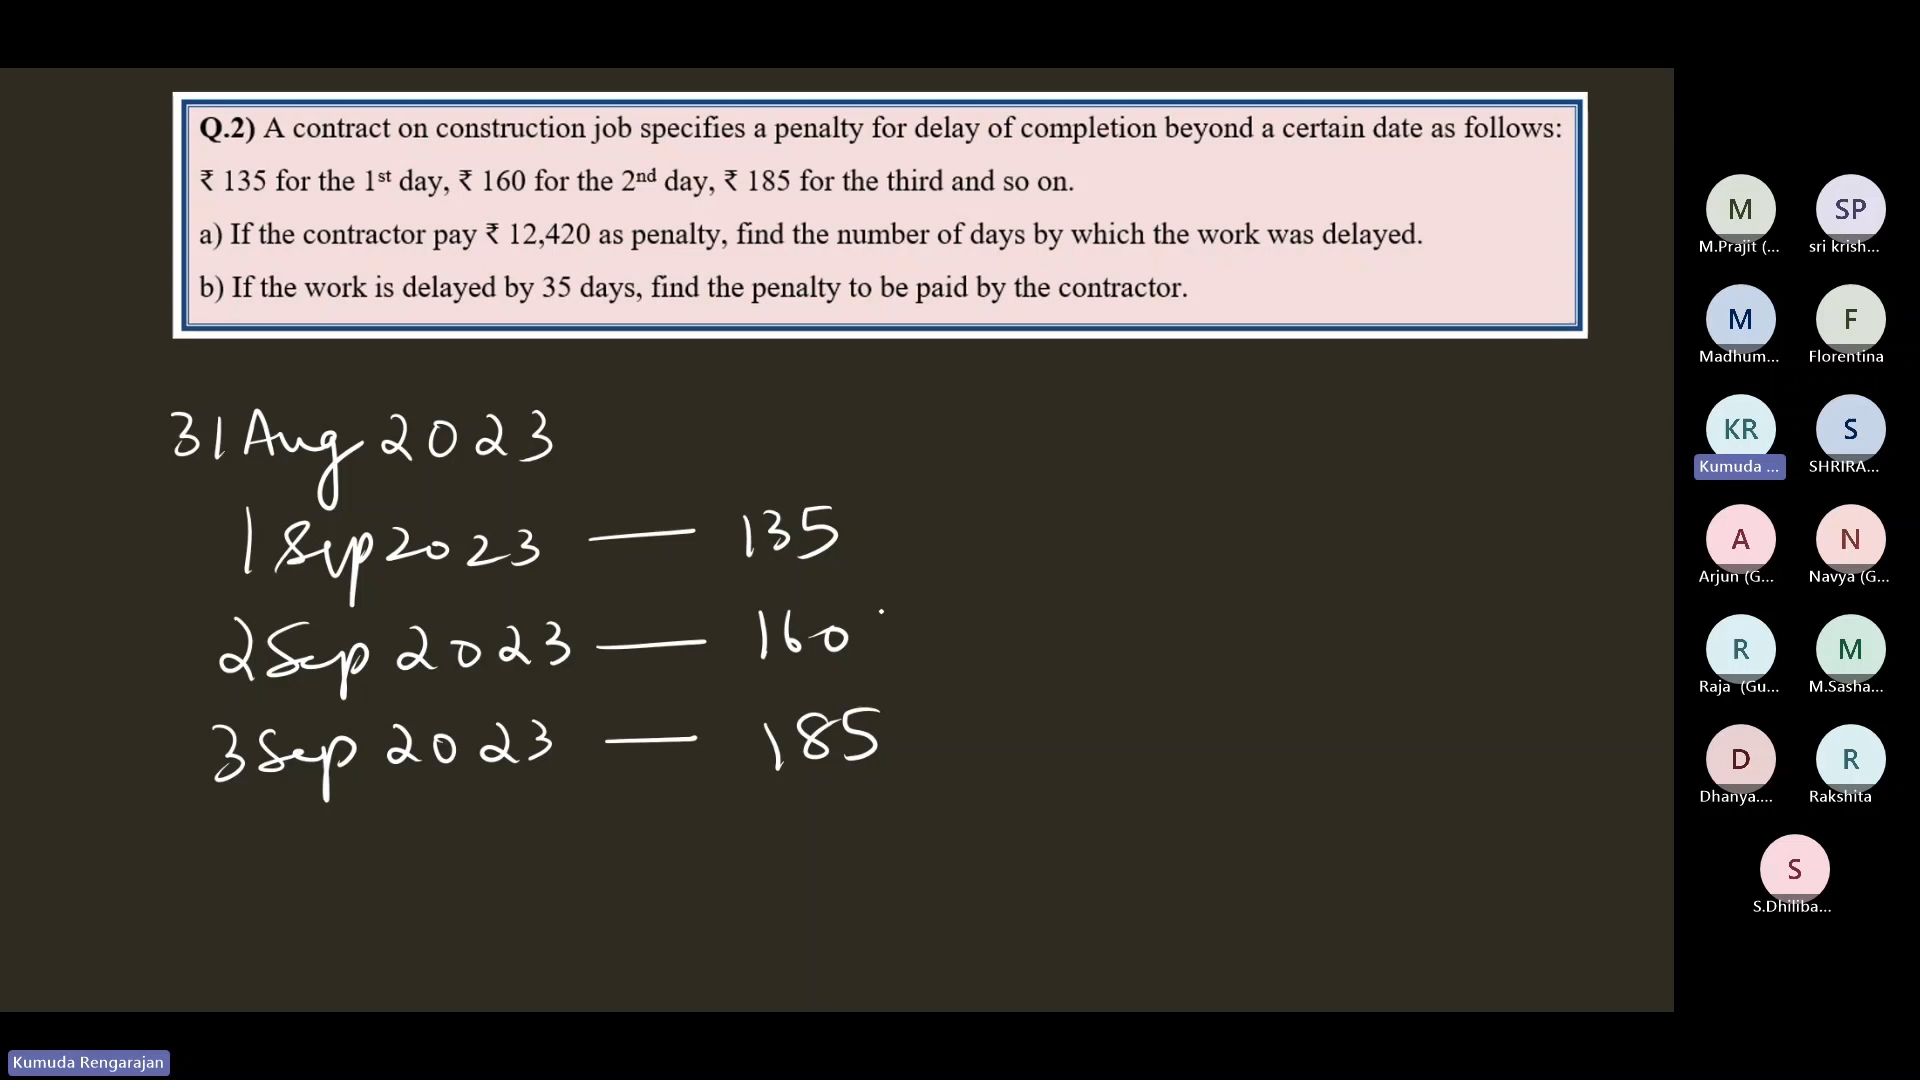 Q.2) A contract on construction job specifies a penalty for delay of completion beyond a certain date as follows:
₹ 135 for the 1st day, ₹ 160 for the 2nd day, ₹ 185 for the third and so on.
a) If the contractor pay ₹ 12,420 as penalty, find the number of days by which the work was delayed.
b) If the work is delayed by 35 days, find the penalty to be paid by the contractor.
31 Aug 2023
1 Sep 2023 — 135
2 Sep 2023 — 160
3 Sep 2023 — 185
M SP
M.Prajit (... sri krish...
M F
Madhum... Florentina
KR S
Kumuda ... SHRIRA...
A N
Arjun (G... Navya (G...
R M
Raja (Gu... M.Sasha...
D R
Dhanya.... Rakshita
S
S.Dhiliba...
Kumuda Rengarajan